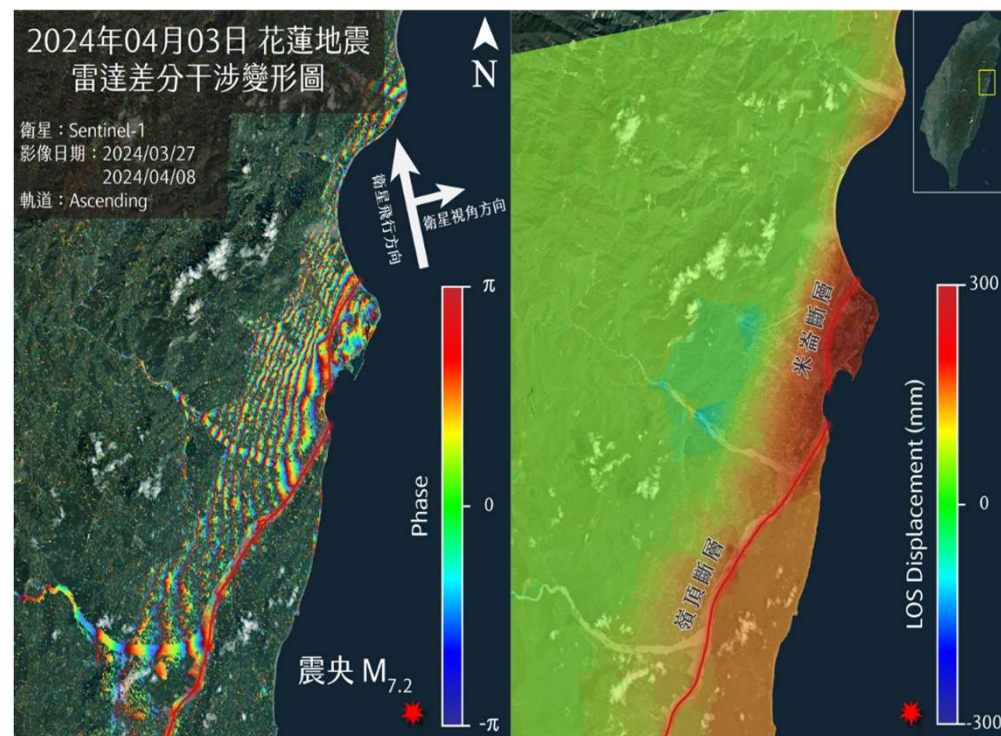 2024年04月03日 花蓮地震
雷達差分干涉變形圖
衛星：Sentinel-1
影像日期：2024/03/27
2024/04/08
軌道：Ascending
N
衛星飛行方向
衛星視角方向
π
Phase
0
-π
震央 M7.2
米崙斷層
嶺頂斷層
300
LOS Displacement (mm)
0
-300